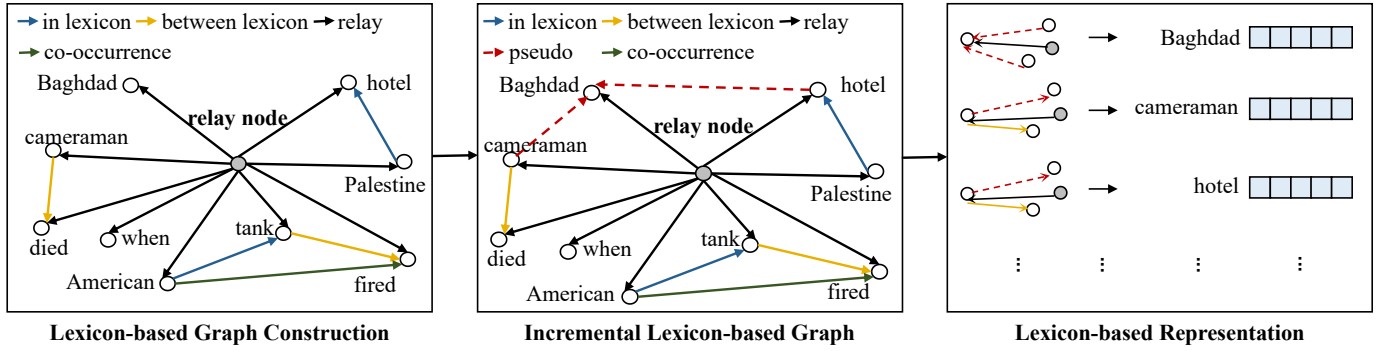 in lexicon between lexicon relay
co-occurrence
Baghdad
hotel
relay node
cameraman
Palestine
died
when
tank
American
fired
Lexicon-based Graph Construction
in lexicon between lexicon relay
pseudo co-occurrence
Baghdad
hotel
relay node
cameraman
Palestine
died
when
tank
American
fired
Incremental Lexicon-based Graph
Baghdad
cameraman
hotel
Lexicon-based Representation